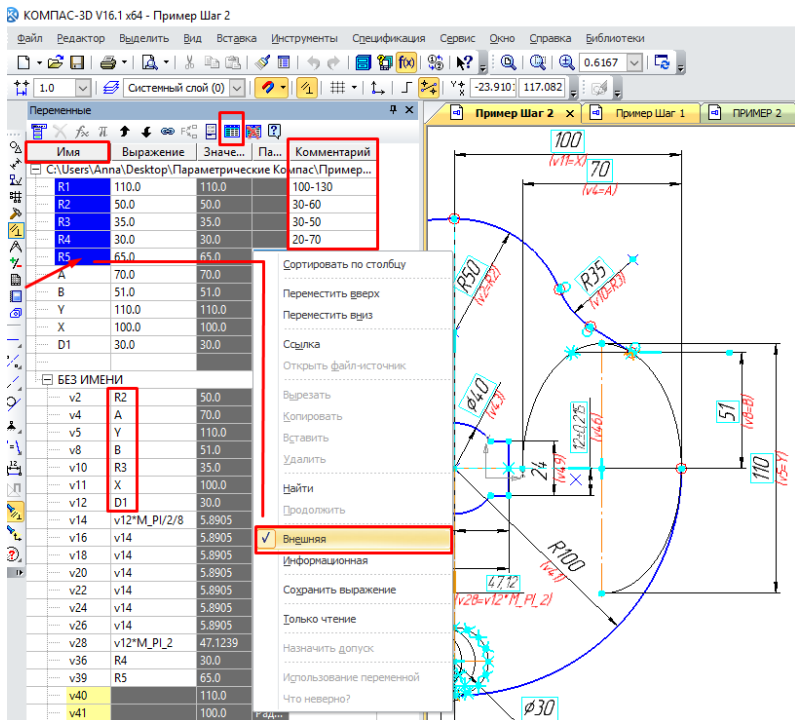 КОМПАС-3D V16.1 x64 - Пример Шаг 2
Файл Редактор Выделить Вид Вставка Инструменты Спецификация Сервис Окно Справка Библиотеки
f(x) 0.6167
1.0 Системный слой (0) -23.910: 117.082
Переменные
Пример Шаг 2 Пример Шаг 1 ПРИМЕР 2
Имя Выражение Значе... Па... Комментарий
C:\Users\Anna\Desktop\Параметрические Компас\Пример...
R1 110.0 110.0 100-130
R2 50.0 50.0 30-60
R3 35.0 35.0 30-50
R4 30.0 30.0 20-70
R5 65.0 65.0
A 70.0 70.0
B 51.0 51.0
Y 110.0 110.0
X 100.0 100.0
D1 30.0 30.0
БЕЗ ИМЕНИ
v2 R2 50.0
v4 A 70.0
v5 Y 110.0
v8 B 51.0
v10 R3 35.0
v11 X 100.0
v12 D1 30.0
v14 v12*M_PI/2/8 5.8905
v16 v14 5.8905
v18 v14 5.8905
v20 v14 5.8905
v22 v14 5.8905
v24 v14 5.8905
v26 v14 5.8905
v28 v12*M_PI_2 47.1239
v36 R4 30.0
v39 R5 65.0
v40 110.0
v41 100.0 Рад...
Сортировать по столбцу
Переместить вверх
Переместить вниз
Ссылка
Открыть файл-источник
Вырезать
Копировать
Вставить
Удалить
Найти
Продолжить
Внешняя
Информационная
Сохранить выражение
Только чтение
Назначить допуск
Использование переменной
Что неверно?
100
(v11=X)
70
(v4=A)
R50
(v2=R2)
R35
(v10=R3)
ø40
(v43)
12±0,215
(v46)
24
(v49)
51
(v8=B)
110
(v5=Y)
R100
(v41)
47,12
(v28=v12*M_PI_2)
ø30